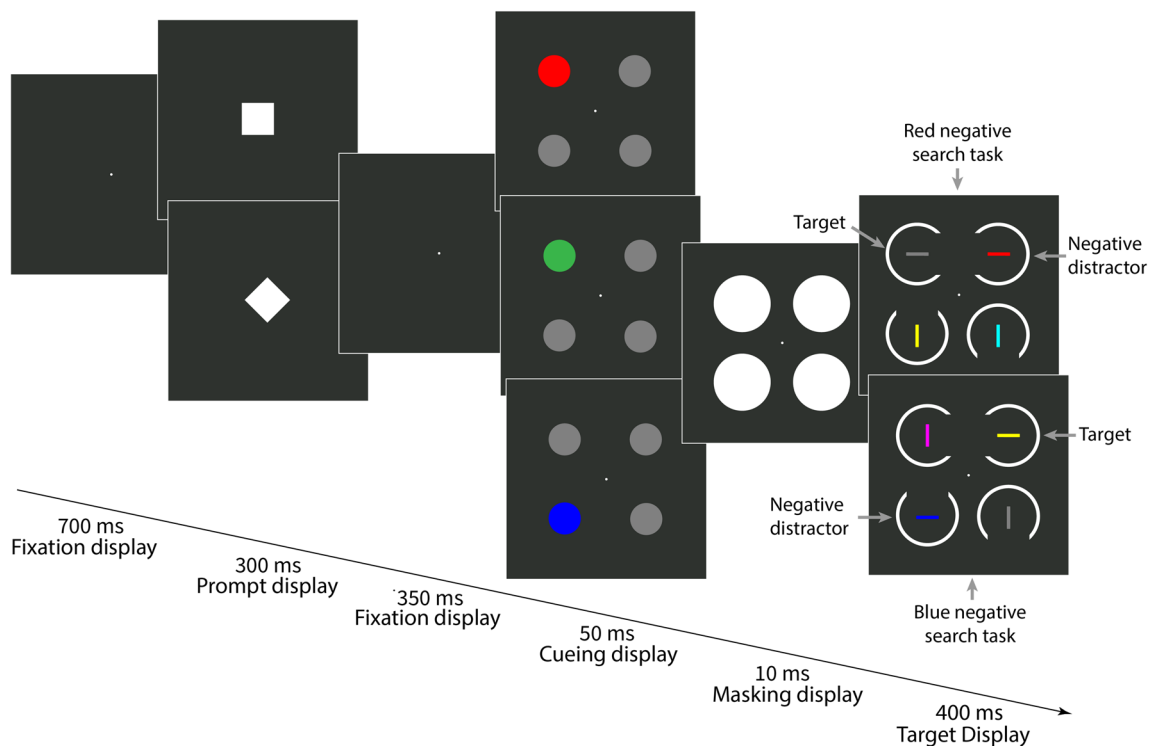 Red negative
search task
Target
Negative
distractor
Target
Negative
distractor
Blue negative
search task
700 ms
Fixation display
300 ms
Prompt display
350 ms
Fixation display
50 ms
Cueing display
10 ms
Masking display
400 ms
Target Display